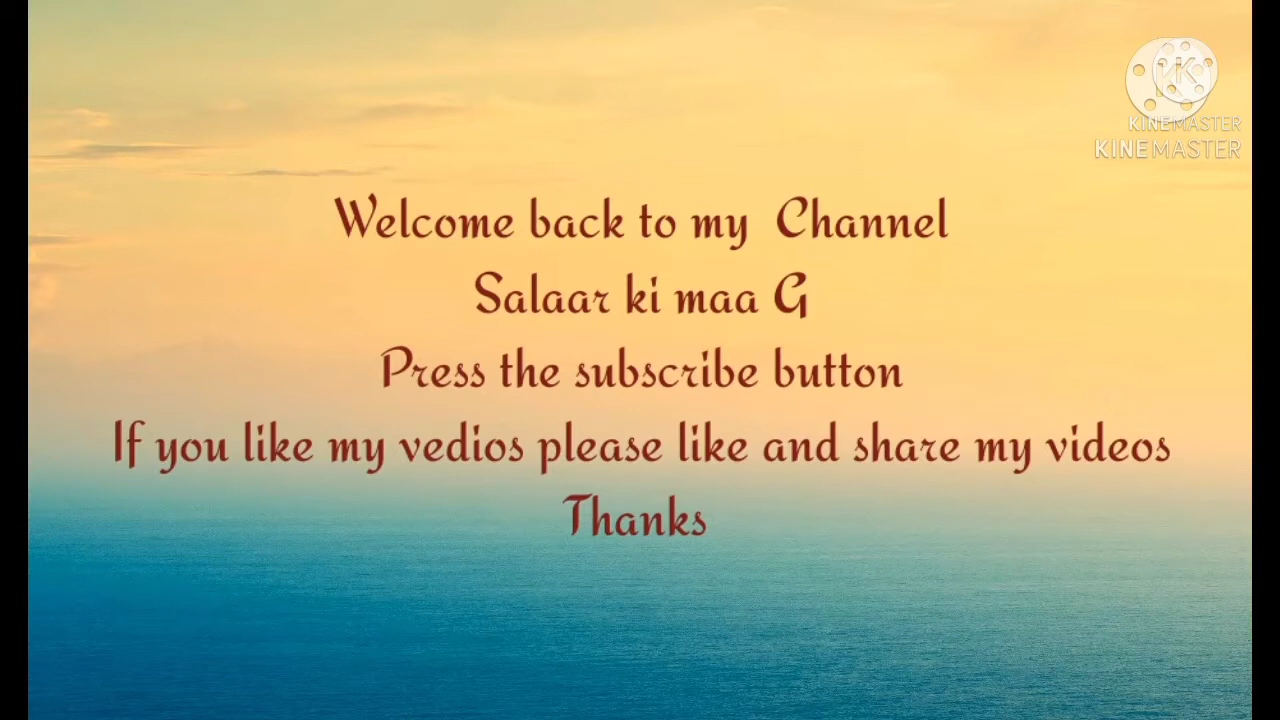 KINEMASTER
KINEMASTER
Welcome back to my Channel
Salaar ki maa G
Press the subscribe button
If you like my vedios please like and share my videos
Thanks